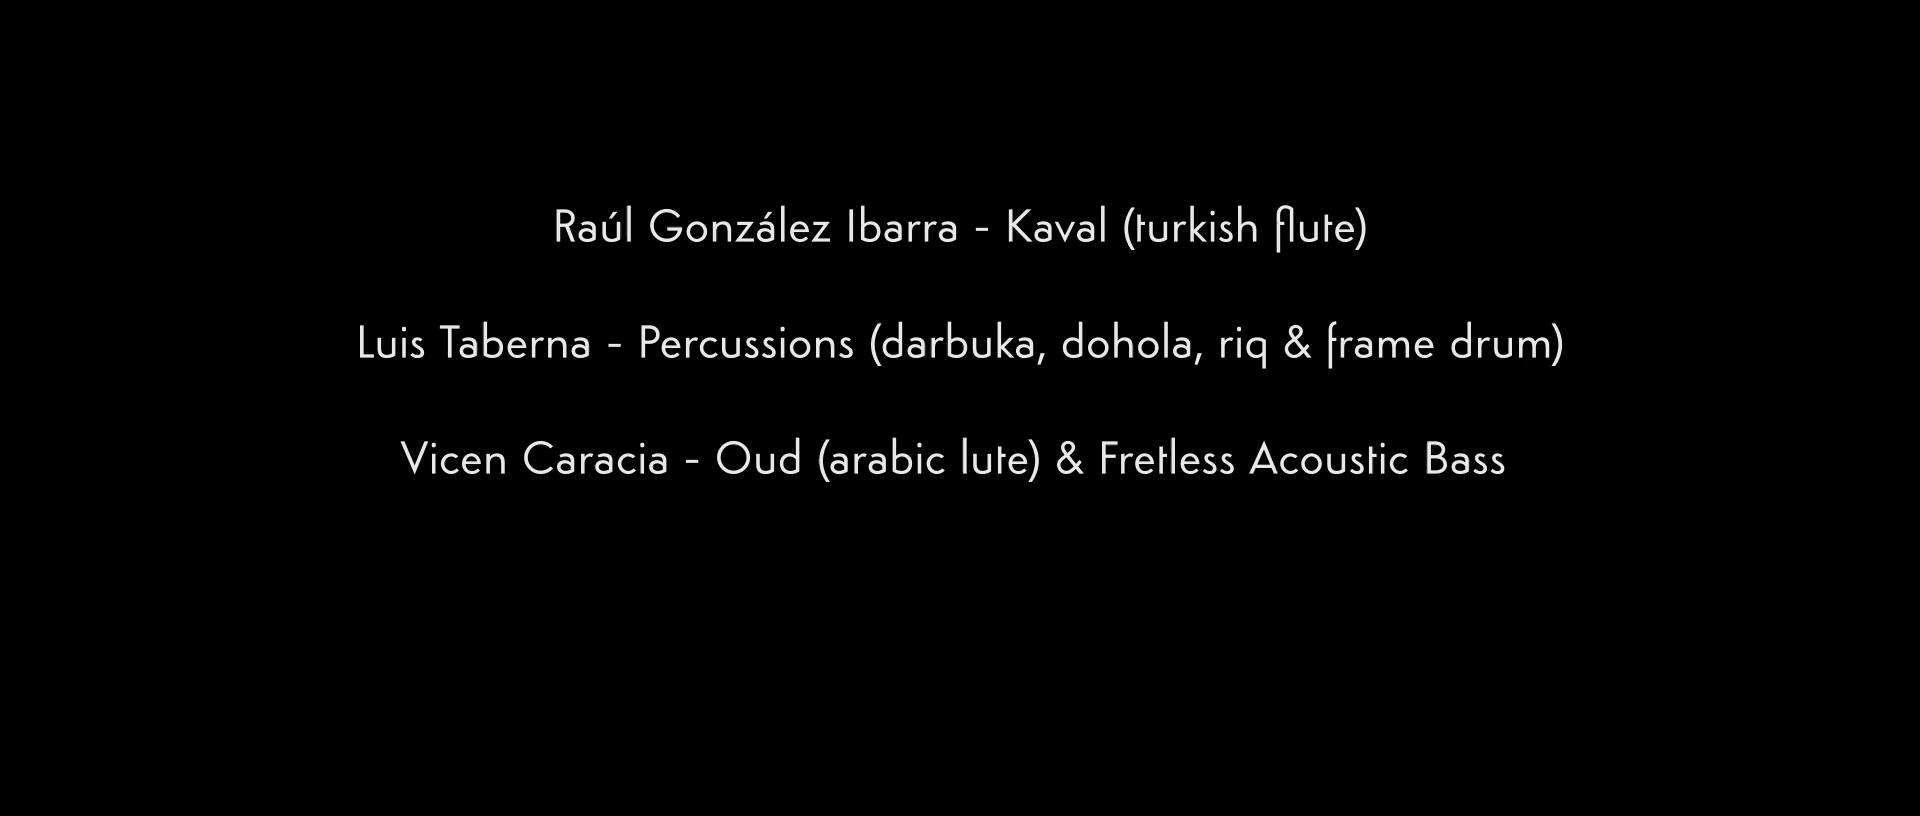 Raúl González Ibarra - Kaval (turkish flute)
Luis Taberna - Percussions (darbuka, dohola, riq & frame drum)
Vicen Caracia - Oud (arabic lute) & Fretless Acoustic Bass